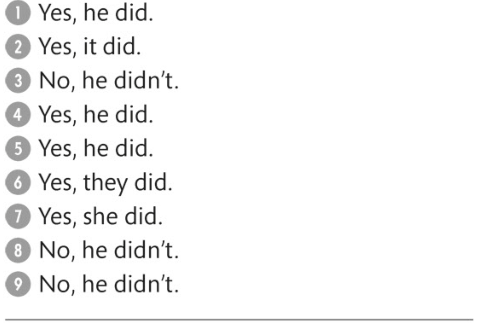 1 Yes, he did.
2 Yes, it did.
3 No, he didn't.
4 Yes, he did.
5 Yes, he did.
6 Yes, they did.
7 Yes, she did.
8 No, he didn't.
9 No, he didn't.